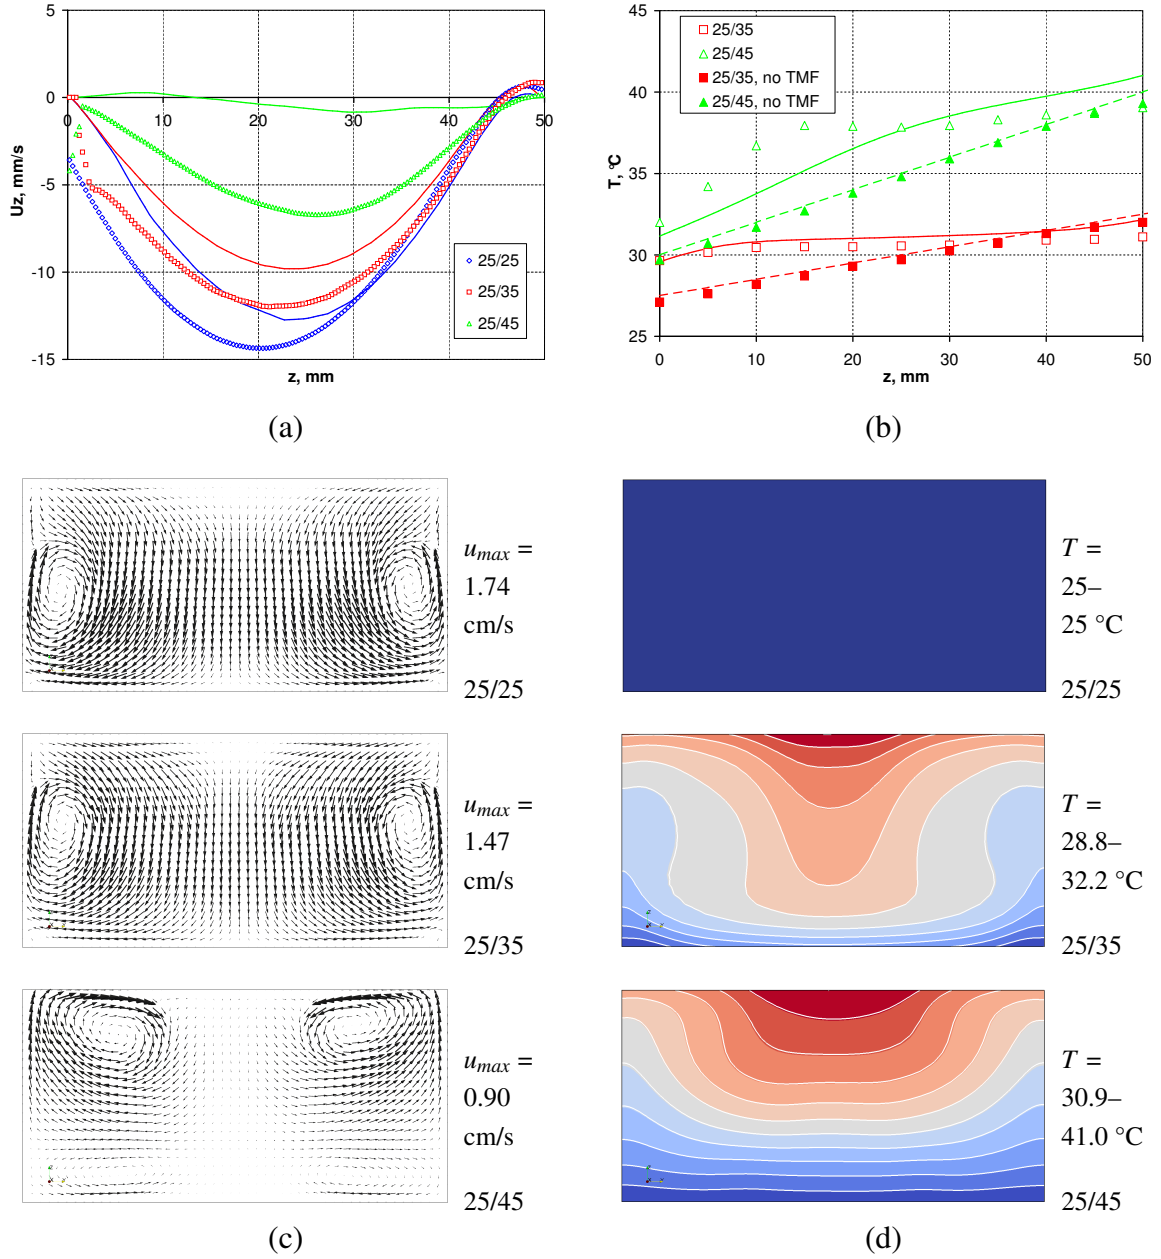 5
0
-5
-10
-15
0
10
20
30
40
50
Uz, mm/s
z, mm
25/25
25/35
25/45
(a)
45
40
35
30
25
0
10
20
30
40
50
T, °C
z, mm
25/35
25/45
25/35, no TMF
25/45, no TMF
(b)
u_max =
1.74
cm/s
25/25
T =
25–
25 °C
25/25
u_max =
1.47
cm/s
25/35
T =
28.8–
32.2 °C
25/35
u_max =
0.90
cm/s
25/45
T =
30.9–
41.0 °C
25/45
(c)
(d)